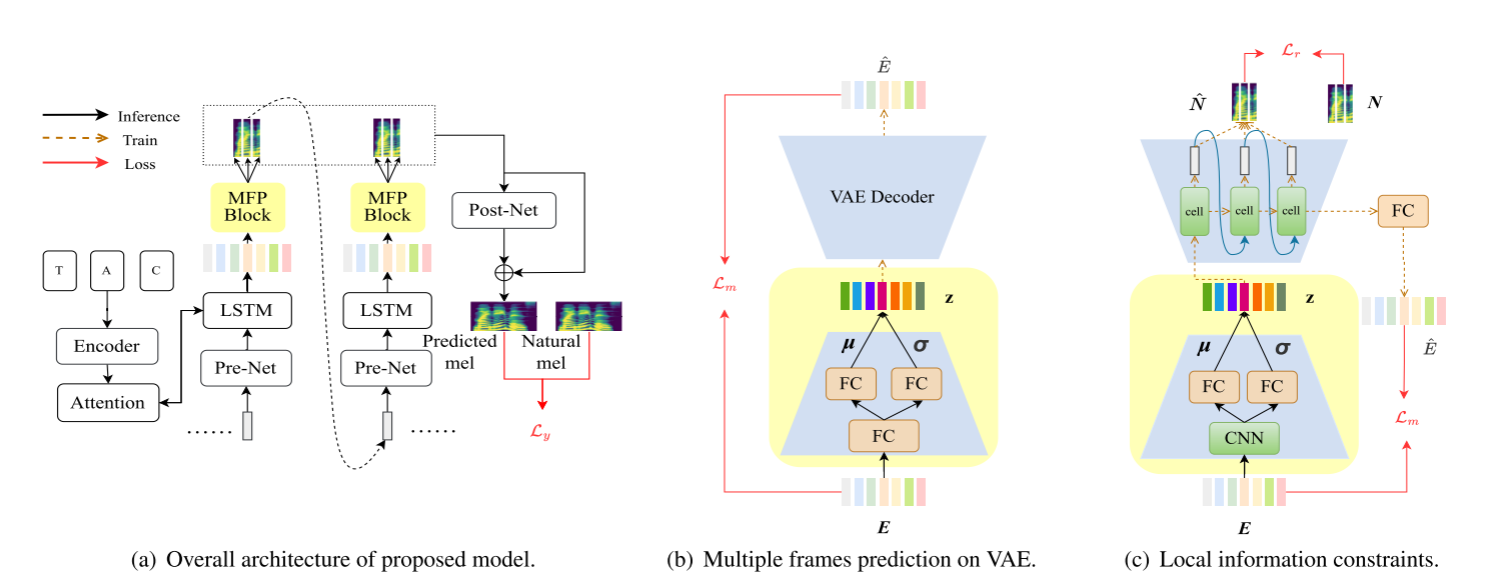 Inference
Train
Loss
MFP
Block
MFP
Block
Post-Net
T
A
C
LSTM
LSTM
Encoder
Predicted
mel
Natural
mel
Pre-Net
Pre-Net
Attention
......
......
ℒy
Ê
VAE Decoder
ℒm
z
μ
σ
FC
FC
FC
E
ℒr
N̂
N
cell
cell
cell
FC
z
Ê
μ
σ
FC
FC
ℒm
CNN
E
(a) Overall architecture of proposed model.
(b) Multiple frames prediction on VAE.
(c) Local information constraints.